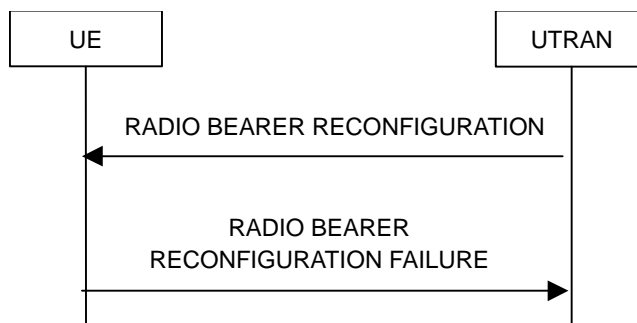 UE
UTRAN
RADIO BEARER RECONFIGURATION
RADIO BEARER
RECONFIGURATION FAILURE